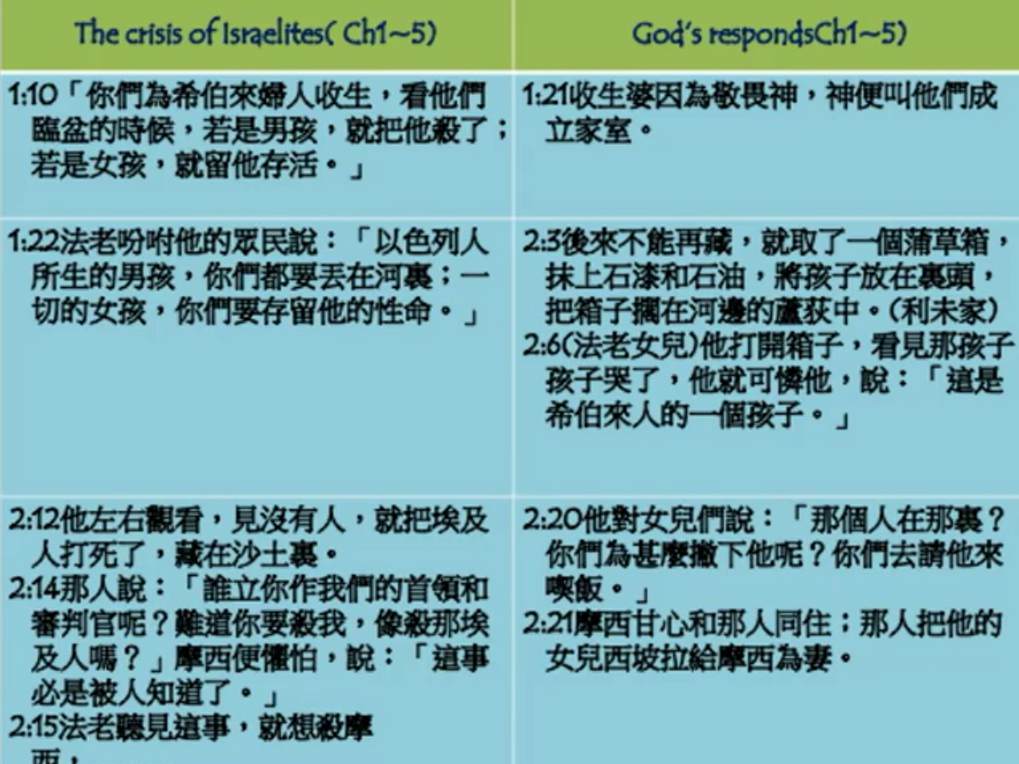 The crisis of Israelites( Ch1~5)
God's respondsCh1~5)
1:10「你們為希伯來婦人收生，看他們
臨盆的時候，若是男孩，就把他殺了；
若是女孩，就留他存活。」
1:21收生婆因為敬畏神，神便叫他們成
立家室。
1:22法老吩咐他的眾民說：「以色列人
所生的男孩，你們都要丟在河裏；一
切的女孩，你們要存留他的性命。」
2:3後來不能再藏，就取了一個蒲草箱，
抹上石漆和石油，將孩子放在裏頭，
把箱子擱在河邊的蘆荻中。（利未家）
2:6(法老女兒)他打開箱子，看見那孩子
孩子哭了，他就可憐他，說：「這是
希伯來人的一個孩子。」
2:12他左右觀看，見沒有人，就把埃及
人打死了，藏在沙土裏。
2:14那人說：「誰立你作我們的首領和
審判官呢？難道你要殺我，像殺那埃
及人嗎？」摩西便懼怕，說：「這事
必是被人知道了。」
2:15法老聽見這事，就想殺摩
西，
2:20他對女兒們說：「那個人在那裏？
你們為甚麼撇下他呢？你們去請他來
喫飯。」
2:21摩西甘心和那人同住；那人把他的
女兒西坡拉給摩西為妻。